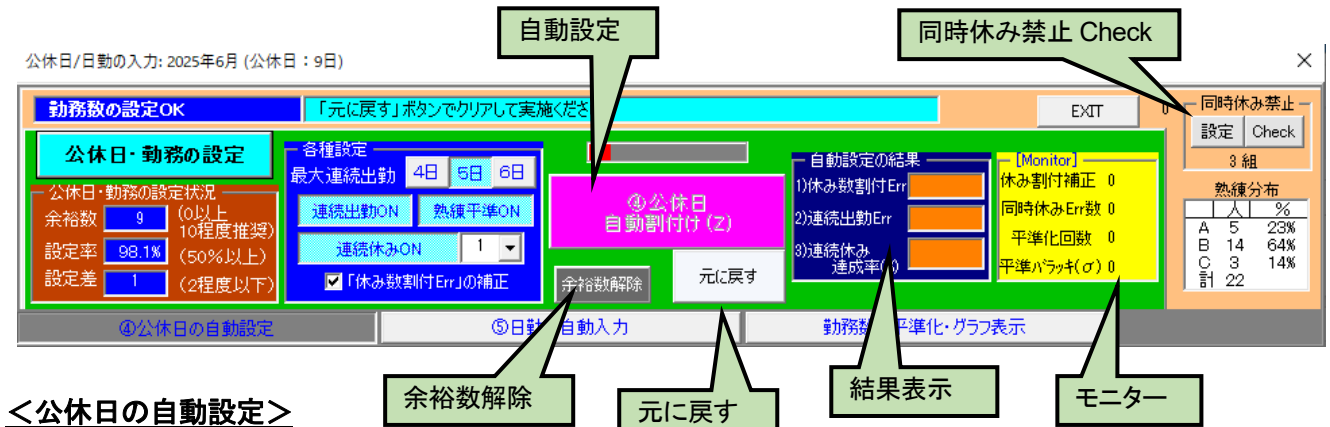 自動設定
同時休み禁止 Check
公休日/日勤の入力: 2025年6月 (公休日：9日)
×
勤務数の設定OK
「元に戻す」ボタンでクリアして実施くださ
EXIT
0
同時休み禁止
設定 Check
3 組
公休日・勤務の設定
各種設定
最大連続出勤 4日 5日 6日
連続出勤ON 熟練平準ON
連続休みON 1
「休み数割付Err」の補正
公休日・勤務の設定状況
余裕数 9 (0以上 10程度推奨)
設定率 98.1% (50%以上)
設定差 1 (2程度以下)
④公休日
自動割付け(Z)
余裕数解除
元に戻す
自動設定の結果
1)休み数割付Err
2)連続出勤Err
3)連続休み
達成率
[Monitor]
休み割付補正 0
同時休みErr数 0
平準化回数 0
平準バラッキ(σ) 0
熟練分布
人 %
A 5 23%
B 14 64%
C 3 14%
計 22
④公休日の自動設定
⑤日勤 自動入力
勤務数 平準化・グラフ表示
余裕数解除
元に戻す
結果表示
モニター
＜公休日の自動設定＞